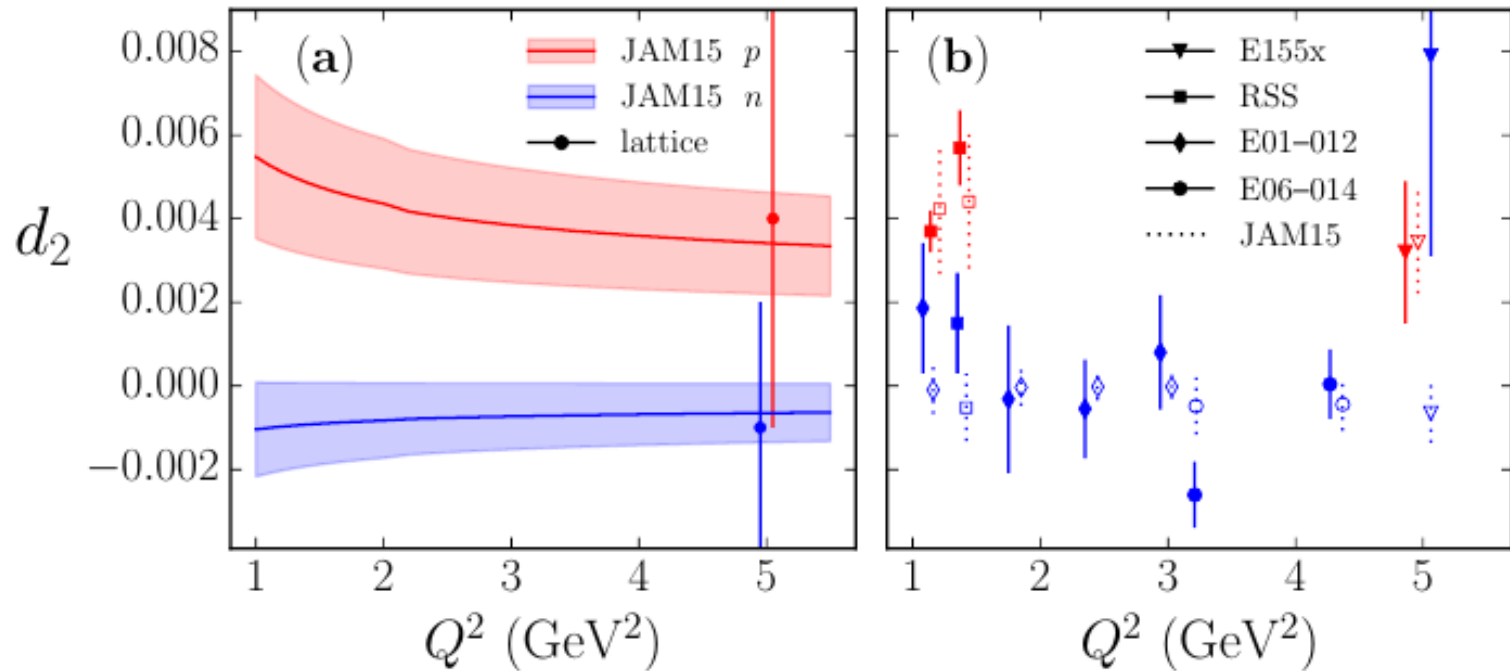 d₂
0.008
0.006
0.004
0.002
0.000
−0.002
(a)
JAM15 p
JAM15 n
lattice
1 2 3 4 5
Q² (GeV²)
(b)
E155x
RSS
E01–012
E06–014
JAM15
1 2 3 4 5
Q² (GeV²)